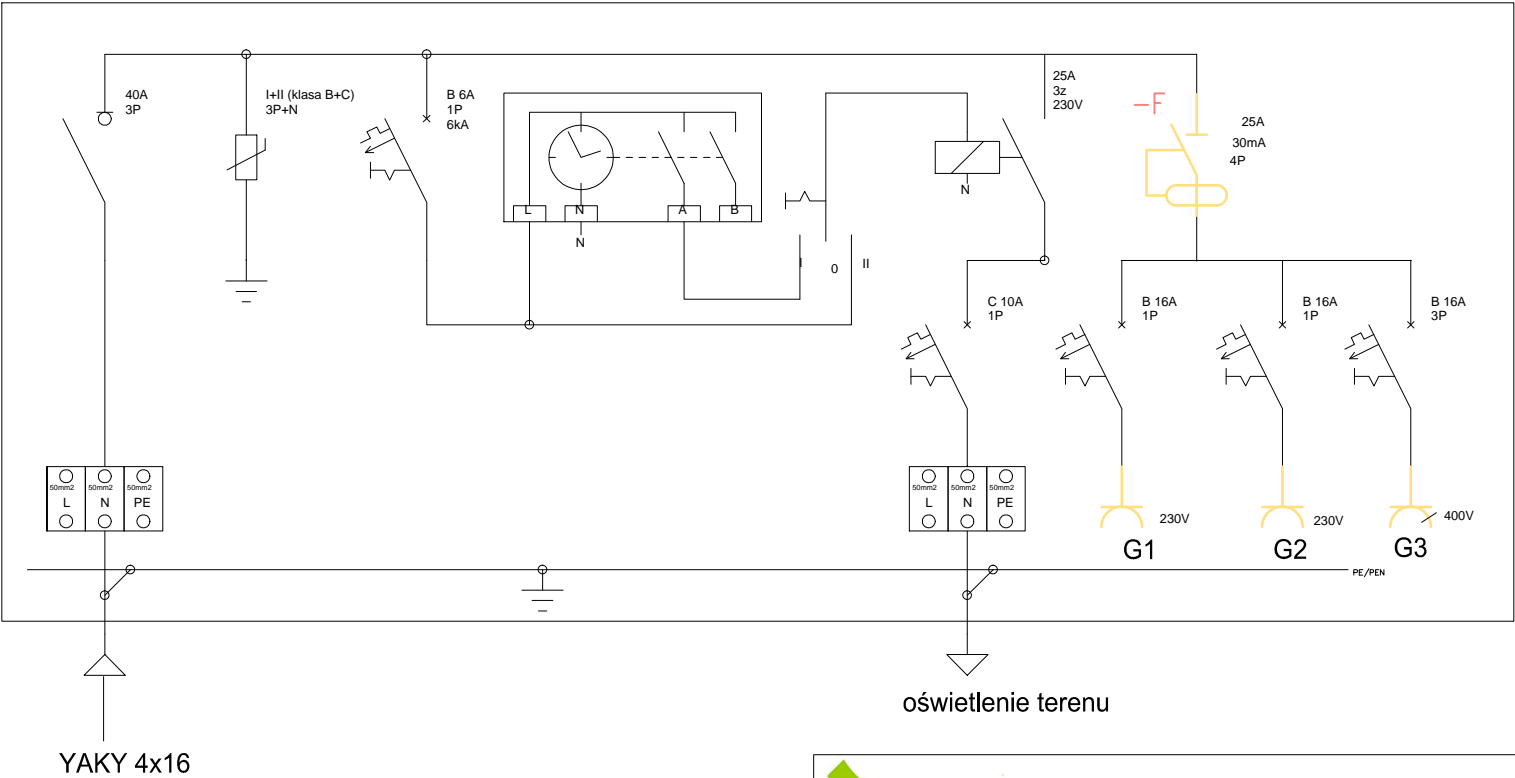 40A
3P
I+II (klasa B+C)
3P+N
B 6A
1P
6kA
L
N
A
B
N
I
0
II
N
25A
3z
230V
–F
25A
30mA
4P
C 10A
1P
B 16A
1P
B 16A
1P
B 16A
3P
50mm2
50mm2
50mm2
L
N
PE
50mm2
50mm2
50mm2
L
N
PE
230V
G1
230V
G2
400V
G3
PE/PEN
oświetlenie terenu
YAKY 4x16